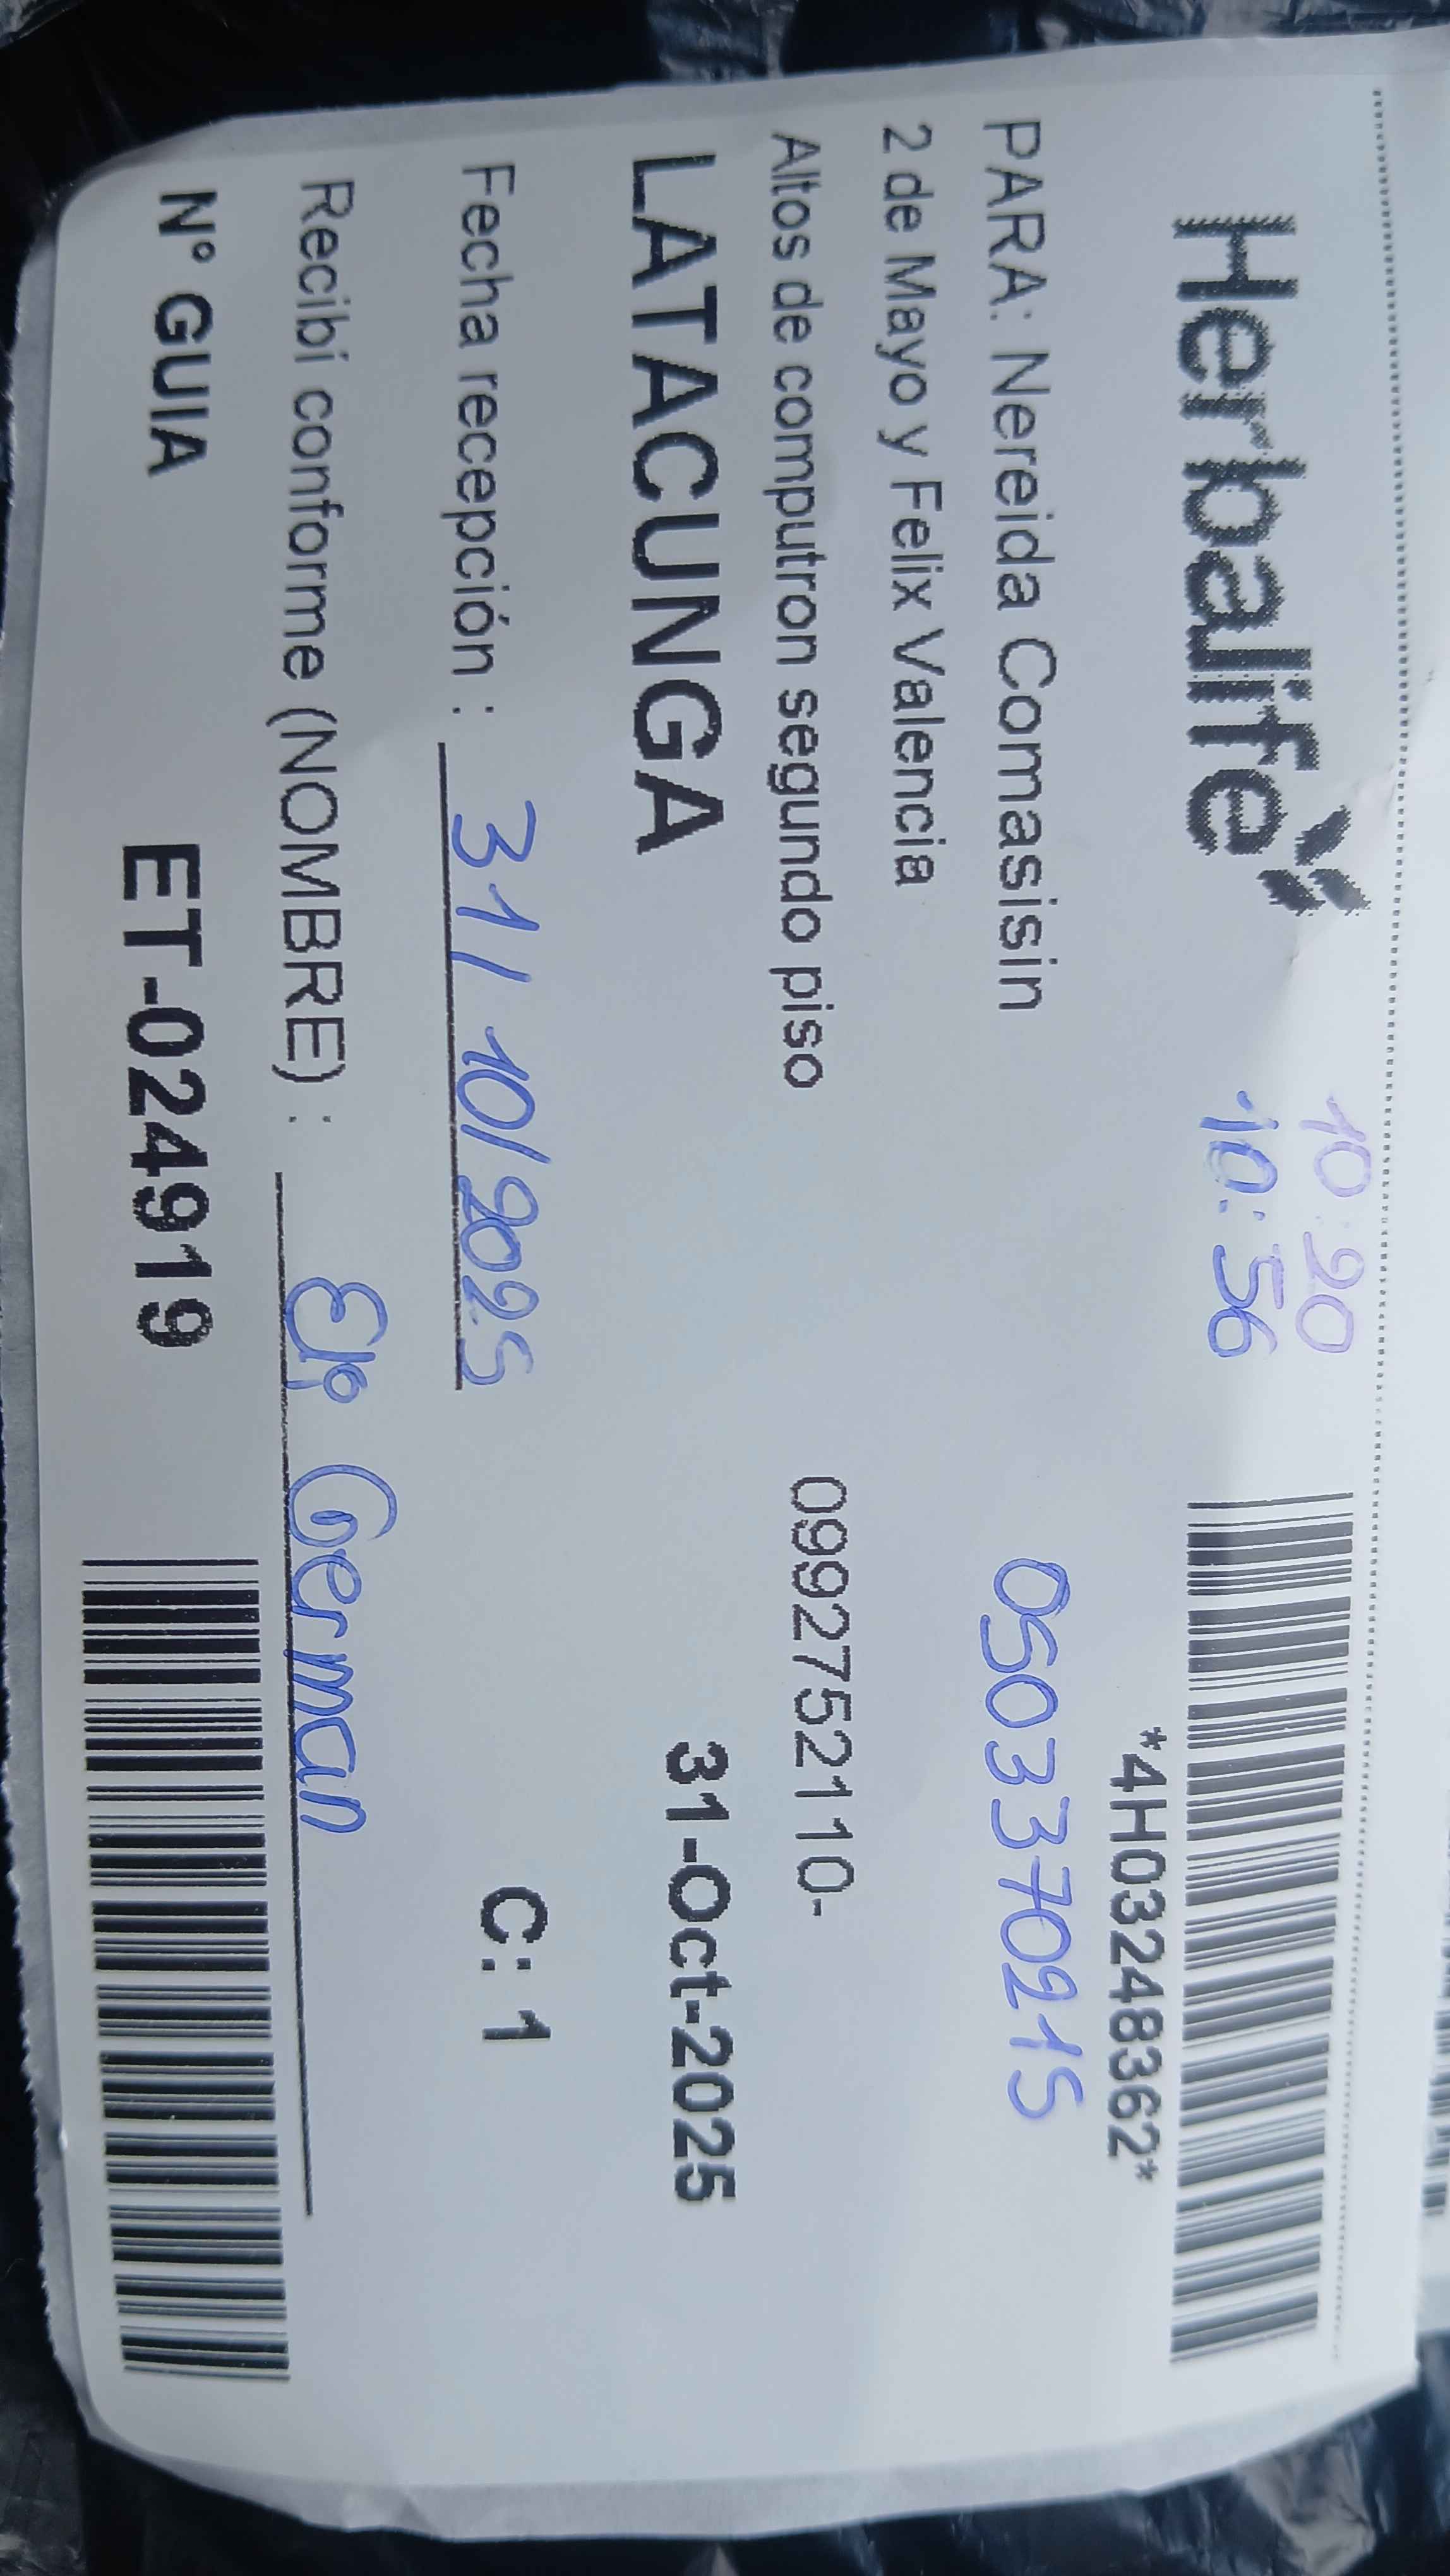 Herbalife
10:20
10:56
*4H03248362*
PARA: Nereida Comasisin
0503370215
2 de Mayo y Felix Valencia
Altos de computron segundo piso
0992752110-
LATACUNGA
31-Oct-2025
Fecha recepción : 31/10/2025
C: 1
Recibí conforme (NOMBRE) : German
N° GUIA ET-024919